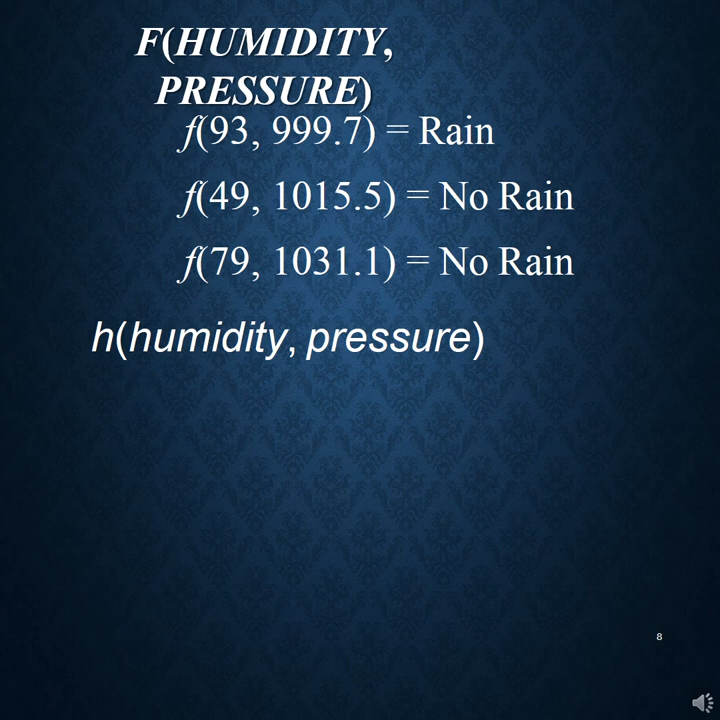 F(HUMIDITY,
PRESSURE)
f(93, 999.7) = Rain
f(49, 1015.5) = No Rain
f(79, 1031.1) = No Rain
h(humidity, pressure)
8